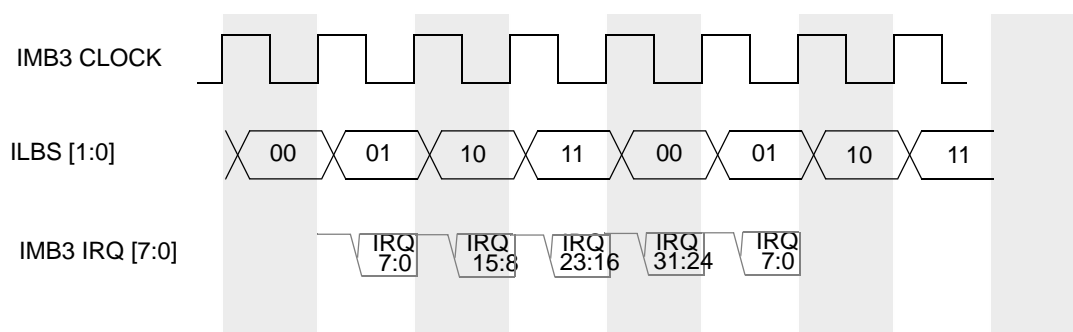 IMB3 CLOCK
ILBS [1:0] 00 01 10 11 00 01 10 11
IMB3 IRQ [7:0]
IRQ 7:0
IRQ 15:8
IRQ 23:16
IRQ 31:24
IRQ 7:0